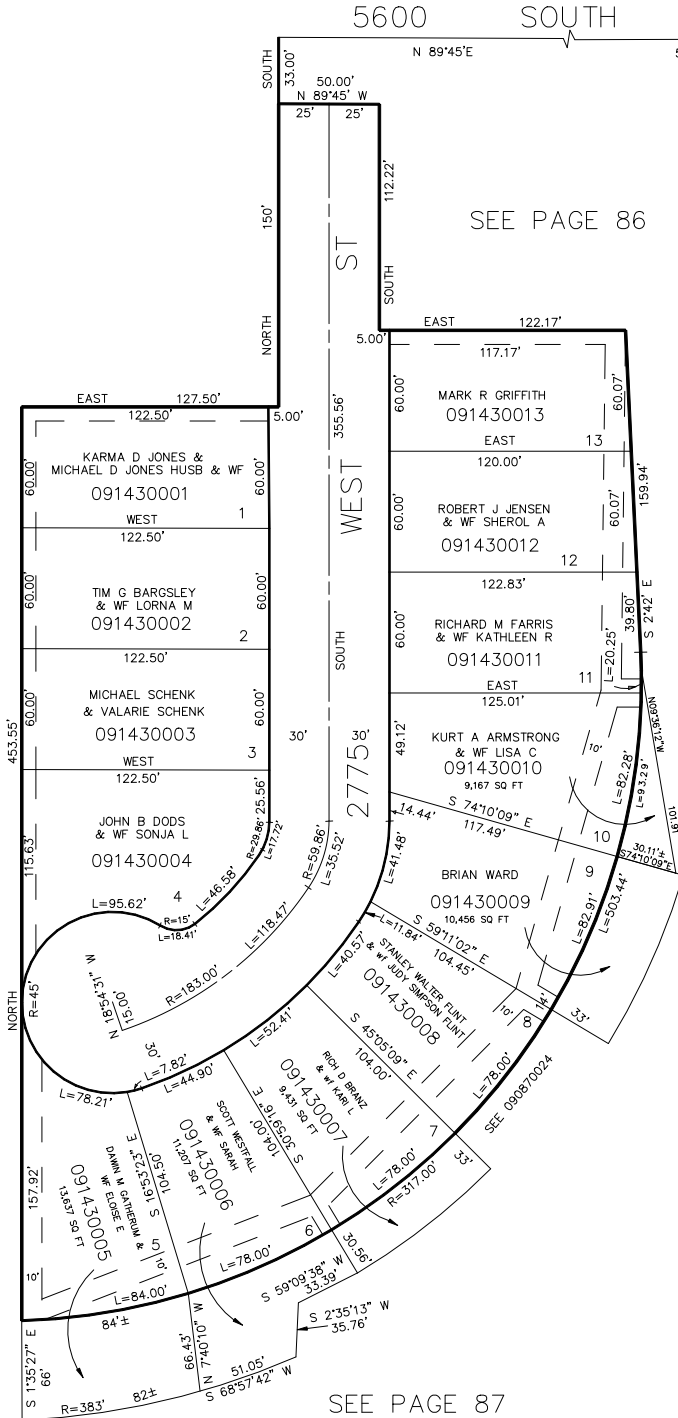 5600 SOUTH
N 89°45'E
5
SOUTH
33.00'
50.00'
N 89°45' W
25' 25'
112.22'
SOUTH
150'
NORTH
ST
SEE PAGE 86
EAST 122.17'
5.00'
117.17'
EAST 127.50'
122.50'
5.00'
355.56'
60.00'
MARK R GRIFFITH
091430013
60.07'
EAST 13
120.00'
159.94'
60.00'
KARMA D JONES &
MICHAEL D JONES HUSB & WF
091430001
60.00'
WEST 1
122.50'
WEST
60.00'
ROBERT J JENSEN
& WF SHEROL A
091430012
60.07'
12
122.83'
60.00'
TIM G BARGSLEY
& WF LORNA M
091430002
60.00'
2
122.50'
SOUTH
60.00'
RICHARD M FARRIS
& WF KATHLEEN R
091430011
39.80'
S 2°42' E
L=20.25'
EAST 11
125.01'
453.55'
60.00'
MICHAEL SCHENK
& VALARIE SCHENK
091430003
60.00'
WEST 3
122.50'
30' 30'
2775
49.12'
KURT A ARMSTRONG
& WF LISA C
091430010
9,167 SQ FT
10'
N09°36'12"W
L=82.28'
L=93.29'
101.91
S 74°10'09" E
117.49'
14.44'
10
30.11'±
S74°10'09"E
115.63'
JOHN B DODS
& WF SONJA L
091430004
25.56'
R=29.86'
L=17.72'
4
L=46.58'
R=15'
L=18.41'
L=95.62'
R=59.86'
L=35.52'
L=41.48'
BRIAN WARD
091430009
10,456 SQ FT
9
L=82.91'
L=503.44'
S 59°11'02" E
104.45'
L=11.84'
L=118.47'
R=183.00'
N 18°54'31" W
15.00'
30'
NORTH
R=45'
L=40.57'
STANLEY WALTER FLINT
& wf JUDY SIMPSON FLINT
091430008
10'
8
14'
33'
L=78.00'
SEE 090870024
S 45°05'09" E
104.00'
L=52.41'
RICH D BRANZ
& wf KARI L
091430007
9,431 SQ FT
7
33'
L=78.00'
R=317.00'
L=7.82'
L=44.90'
L=78.21'
S 30°59'16" E
104.00'
SCOTT WESTFALL
& WF SARAH
091430006
11,207 SQ FT
6
L=78.00'
30.56'
S 16°53'23" E
104.50'
DAWN M GATHERUM &
WF ELOISE E
091430005
13,637 SQ FT
5
10'
157.92'
10'
L=84.00'
84'±
S 59°09'38" W
33.39'
S 2°35'13" W
35.76'
N 7°40'10" W
66.43'
51.05'
S 68°57'42" W
S 1°35'27" E
66'
R=383' 82±
SEE PAGE 87